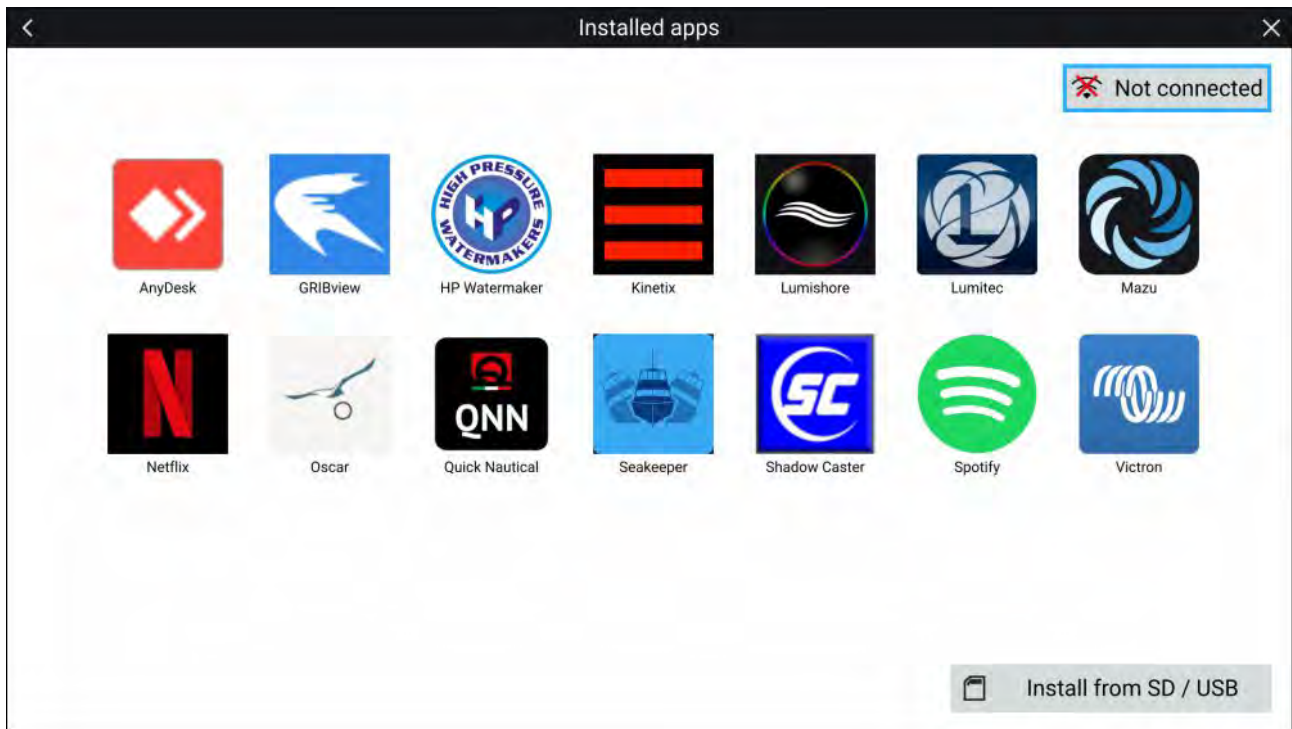 Installed apps
Not connected
HIGH PRESSURE WATERMAKERS
HP
L
AnyDesk
GRIBview
HP Watermaker
Kinetix
Lumishore
Lumitec
Mazu
N
QNN
SC
Netflix
Oscar
Quick Nautical
Seakeeper
Shadow Caster
Spotify
Victron
Install from SD / USB